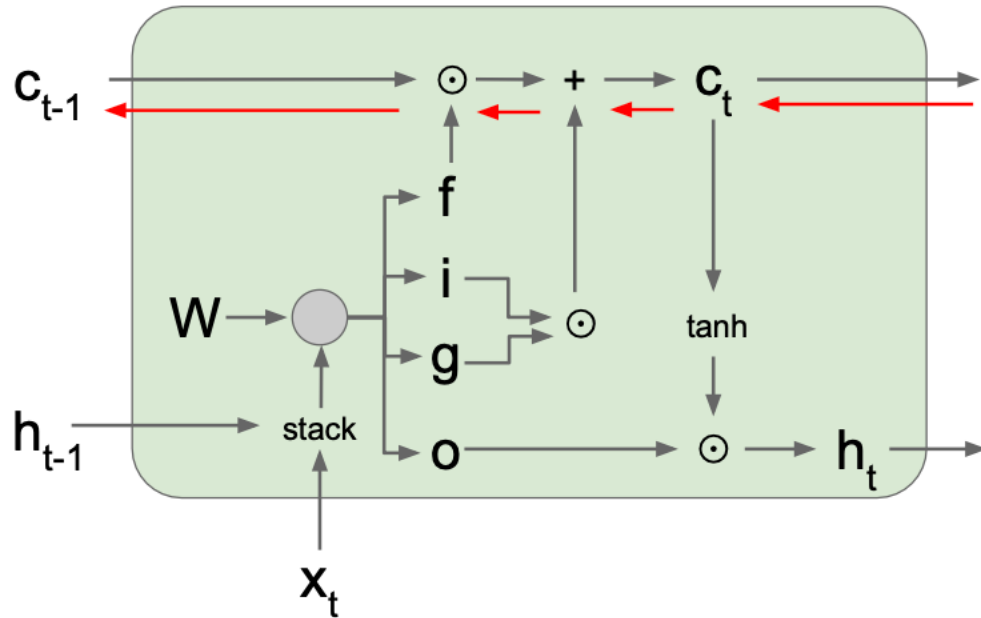 c_{t-1} ⊙ + c_t
f
i
W ⊙ tanh
g
h_{t-1} stack o ⊙ h_t
x_t